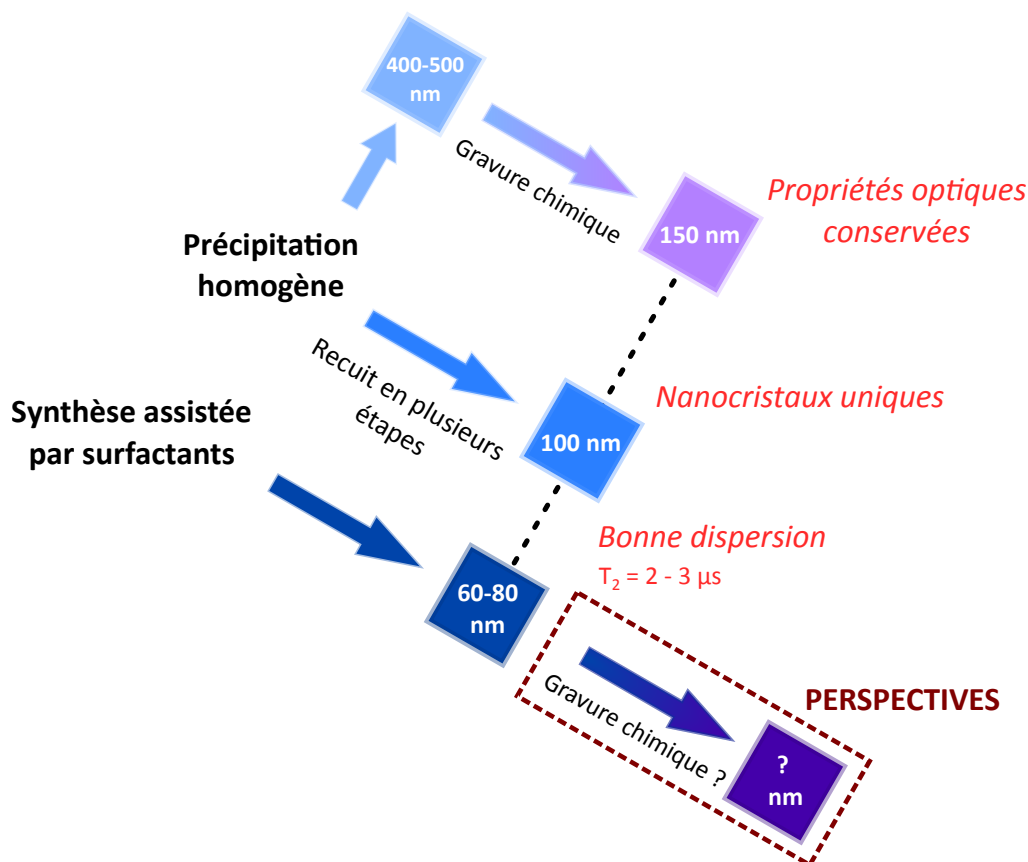 400-500
nm
Gravure chimique
150 nm
Propriétés optiques
conservées
Précipitation
homogène
Recuit en plusieurs
étapes
100 nm
Nanocristaux uniques
Synthèse assistée
par surfactants
60-80
nm
Bonne dispersion
T₂ = 2 - 3 µs
Gravure chimique ?
PERSPECTIVES
?
nm